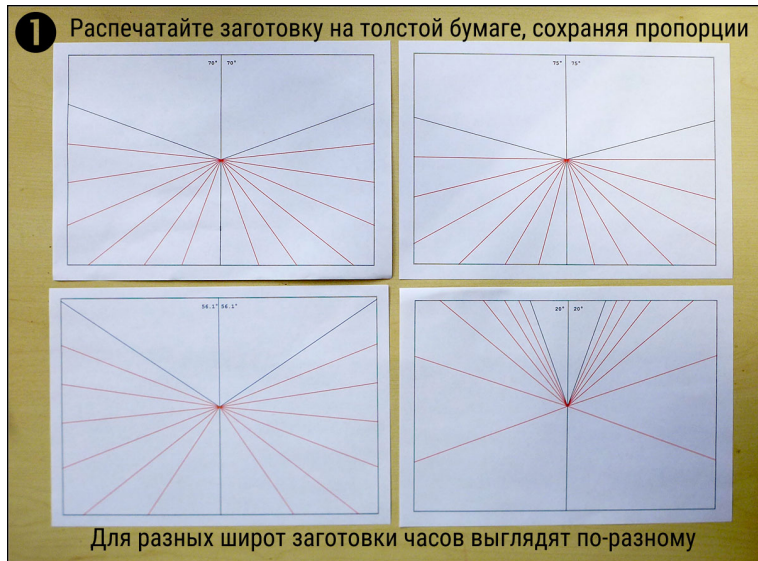 1 Распечатайте заготовку на толстой бумаге, сохраняя пропорции
70° 70°
75° 75°
56.1° 56.1°
20° 20°
Для разных широт заготовки часов выглядят по-разному